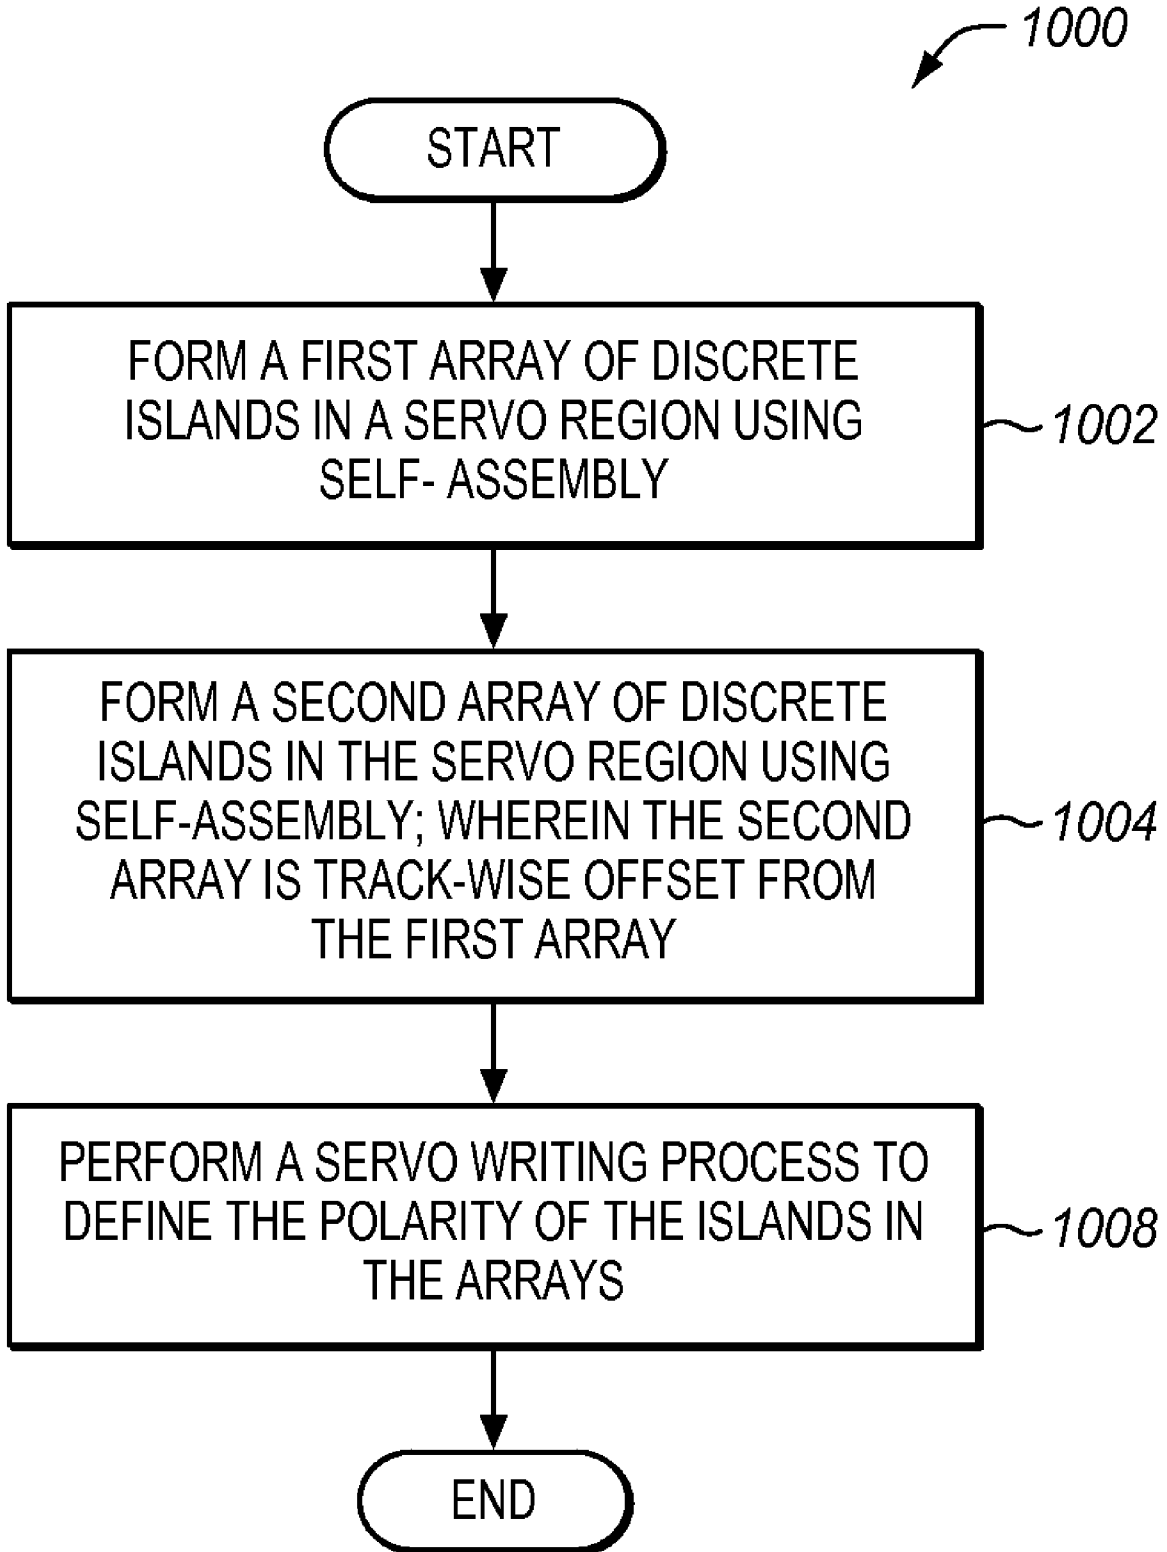 1000
START
FORM A FIRST ARRAY OF DISCRETE
ISLANDS IN A SERVO REGION USING
SELF- ASSEMBLY
1002
FORM A SECOND ARRAY OF DISCRETE
ISLANDS IN THE SERVO REGION USING
SELF-ASSEMBLY; WHEREIN THE SECOND
ARRAY IS TRACK-WISE OFFSET FROM
THE FIRST ARRAY
1004
PERFORM A SERVO WRITING PROCESS TO
DEFINE THE POLARITY OF THE ISLANDS IN
THE ARRAYS
1008
END